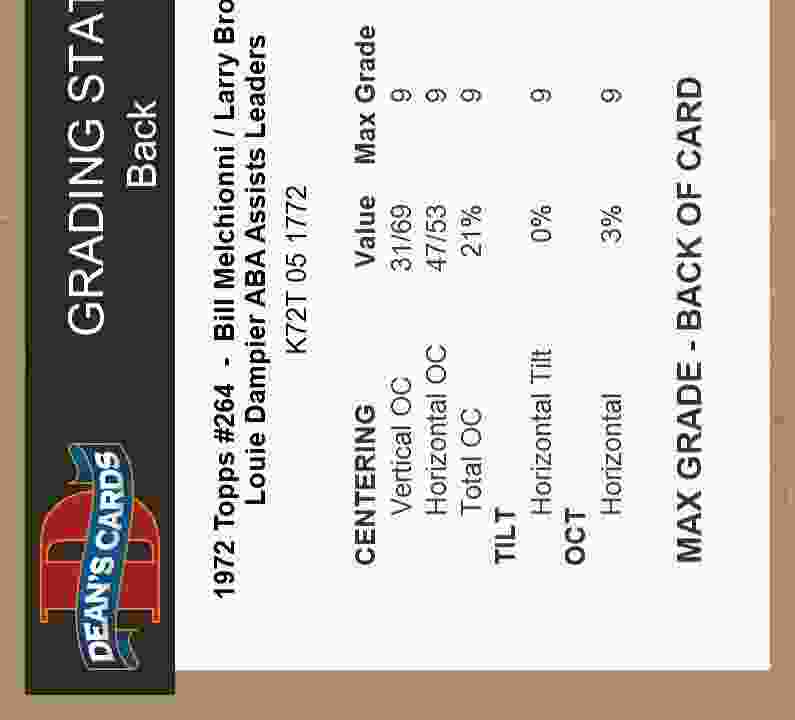 DEAN'S CARDS
GRADING STAT
Back
1972 Topps #264 - Bill Melchionni / Larry Bro
Louie Dampier ABA Assists Leaders
K72T 05 1772
CENTERING Value Max Grade
Vertical OC 31/69 9
Horizontal OC 47/53 9
Total OC 21% 9
TILT
Horizontal Tilt 0% 9
OCT
Horizontal 3% 9
MAX GRADE - BACK OF CARD